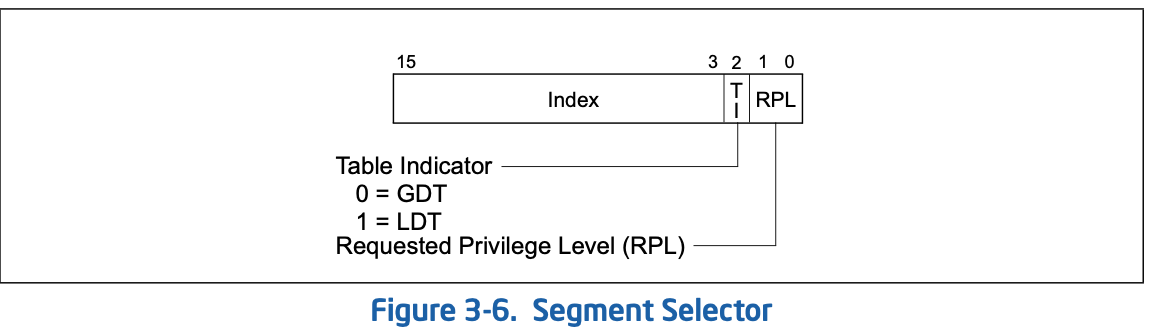 15 3 2 1 0
Index TI RPL
Table Indicator
0 = GDT
1 = LDT
Requested Privilege Level (RPL)
Figure 3-6. Segment Selector